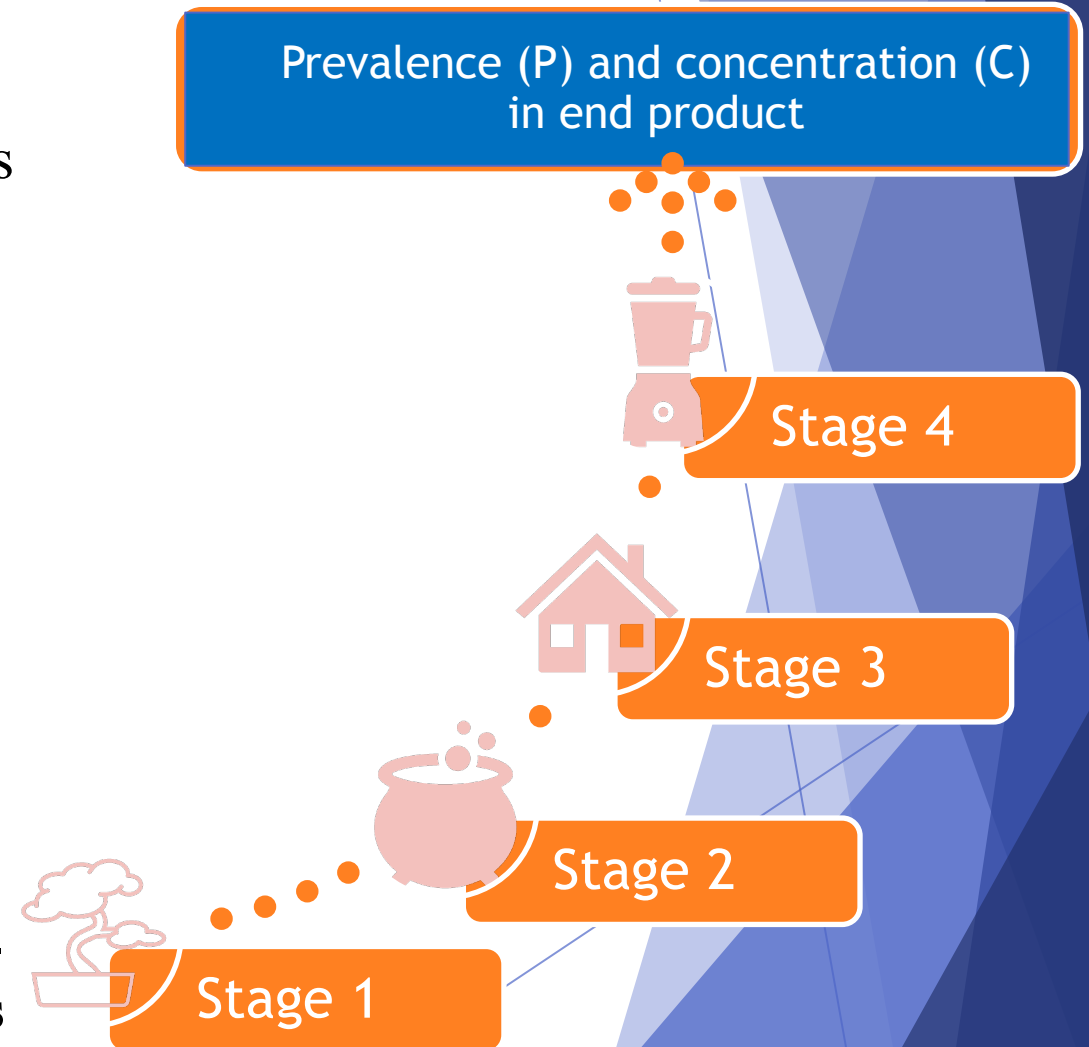 Prevalence (P) and concentration (C)
in end product
s
Stage 4
Stage 3
Stage 2
Stage 1
s